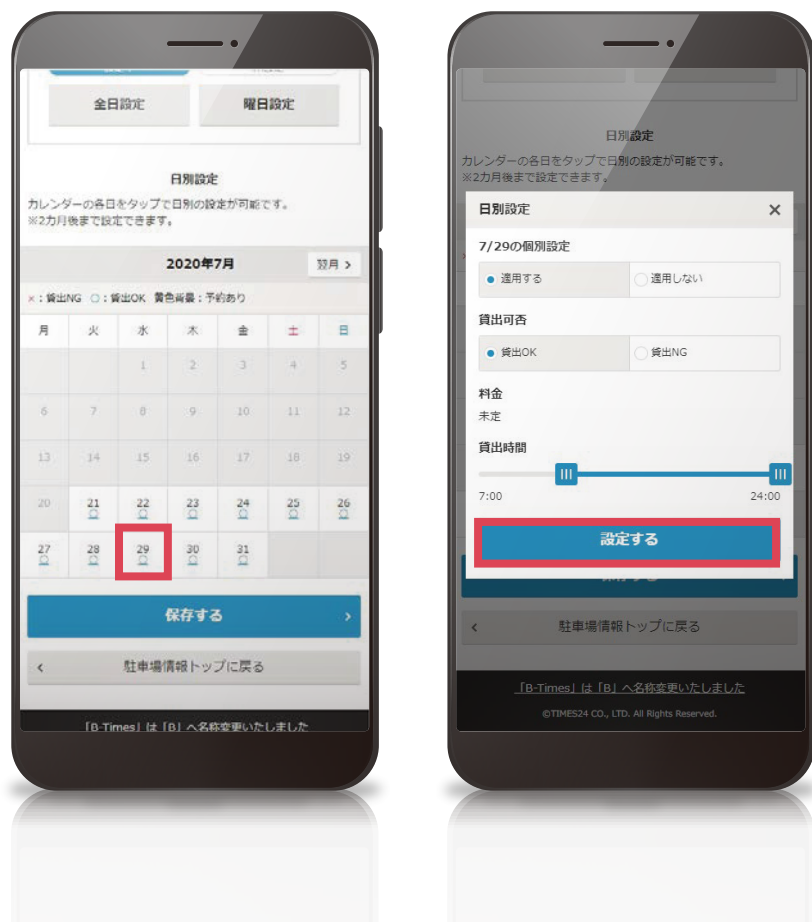 全日設定
曜日設定
日別設定
カレンダーの各日をタップで日別の設定が可能です。
※2カ月後まで設定できます。
2020年7月
翌月 >
×：貸出NG ○：貸出OK 黄色背景：予約あり
月 火 水 木 金 土 日
1 2 3 4 5
6 7 8 9 10 11 12
13 14 15 16 17 18 19
20 21 22 23 24 25 26
27 28 29 30 31
保存する
駐車場情報トップに戻る
「B-Times」は「B」へ名称変更いたしました
日別設定
カレンダーの各日をタップで日別の設定が可能です。
※2カ月後まで設定できます。
日別設定 ×
7/29の個別設定
適用する 適用しない
貸出可否
貸出OK 貸出NG
料金
未定
貸出時間
7:00 24:00
設定する
駐車場情報トップに戻る
「B-Times」は「B」へ名称変更いたしました
©TIMES24 CO., LTD. All Rights Reserved.